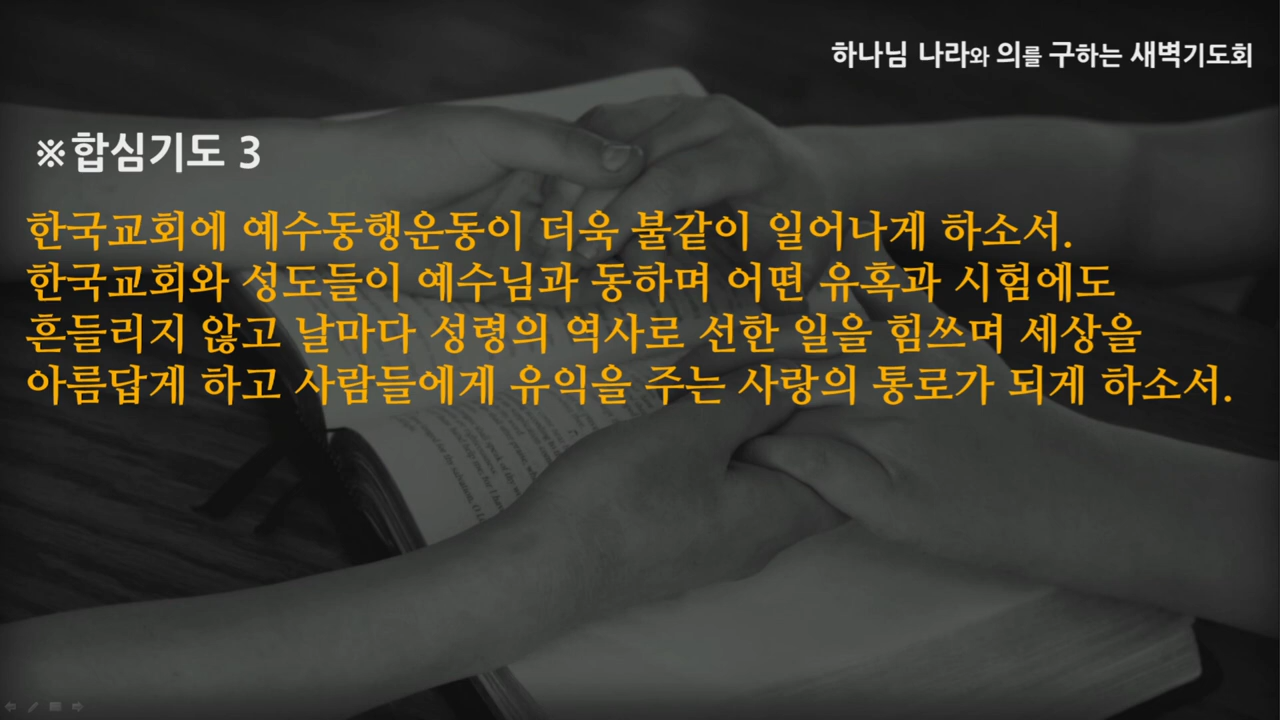 하나님 나라와 의를 구하는 새벽기도회
※합심기도 3
한국교회에 예수동행운동이 더욱 불같이 일어나게 하소서.
한국교회와 성도들이 예수님과 동하며 어떤 유혹과 시험에도
흔들리지 않고 날마다 성령의 역사로 선한 일을 힘쓰며 세상을
아름답게 하고 사람들에게 유익을 주는 사랑의 통로가 되게 하소서.